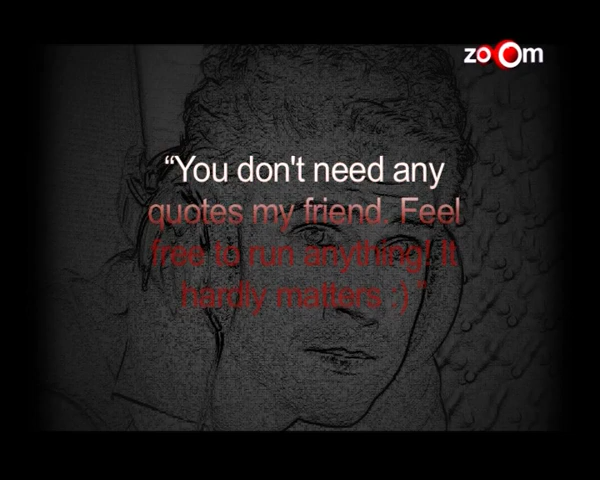 zoOm
“You don't need any
quotes my friend. Feel
free to run anything! It
hardly matters :) ”